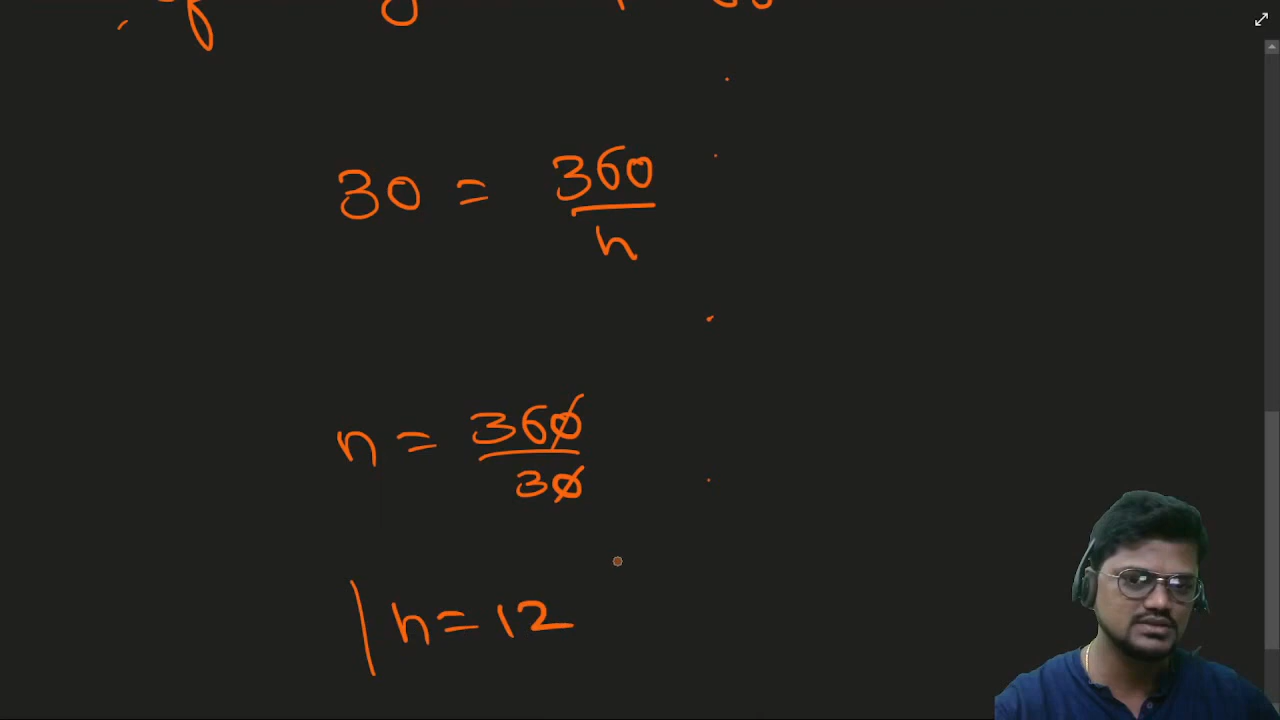 30 = 360/n
n = 360/30
n = 12